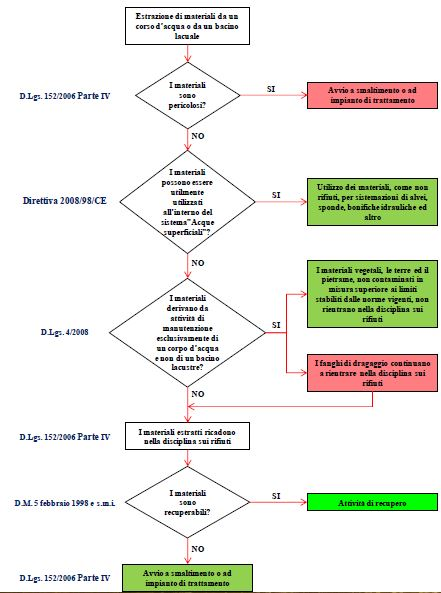 Estrazione di materiali da un
corso d'acqua o da un bacino
lacuale
D.Lgs. 152/2006 Parte IV
I materiali
sono
pericolosi?
SI
Avvio a smaltimento o ad
impianto di trattamento
NO
Direttiva 2008/98/CE
I materiali
possono essere
utilmente
utilizzati
all'interno del
sistema"Acque
superficiali"?
SI
Utilizzo dei materiali, come non
rifiuti, per sistemazioni di alvei,
sponde, bonifiche idrauliche ed
altro
NO
D.Lgs. 4/2008
I materiali
derivano da
attività di
manutenzione
esclusivamente di
un corpo d'acqua
e non di un bacino
lacustre?
SI
I materiali vegetali, le terre ed il
pietrame, non contaminati in
misura superiore ai limiti
stabiliti dalle norme vigenti, non
rientrano nella disciplina sui
rifiuti
I fanghi di dragaggio continuano
a rientrare nella disciplina sui
rifiuti
NO
D.Lgs. 152/2006 Parte IV
I materiali estratti ricadono
nella disciplina sui rifiuti
D.M. 5 febbraio 1998 e s.m.i.
I materiali
sono
recuperabili?
SI
Attività di recupero
NO
D.Lgs. 152/2006 Parte IV
Avvio a smaltimento o ad
impianto di trattamento